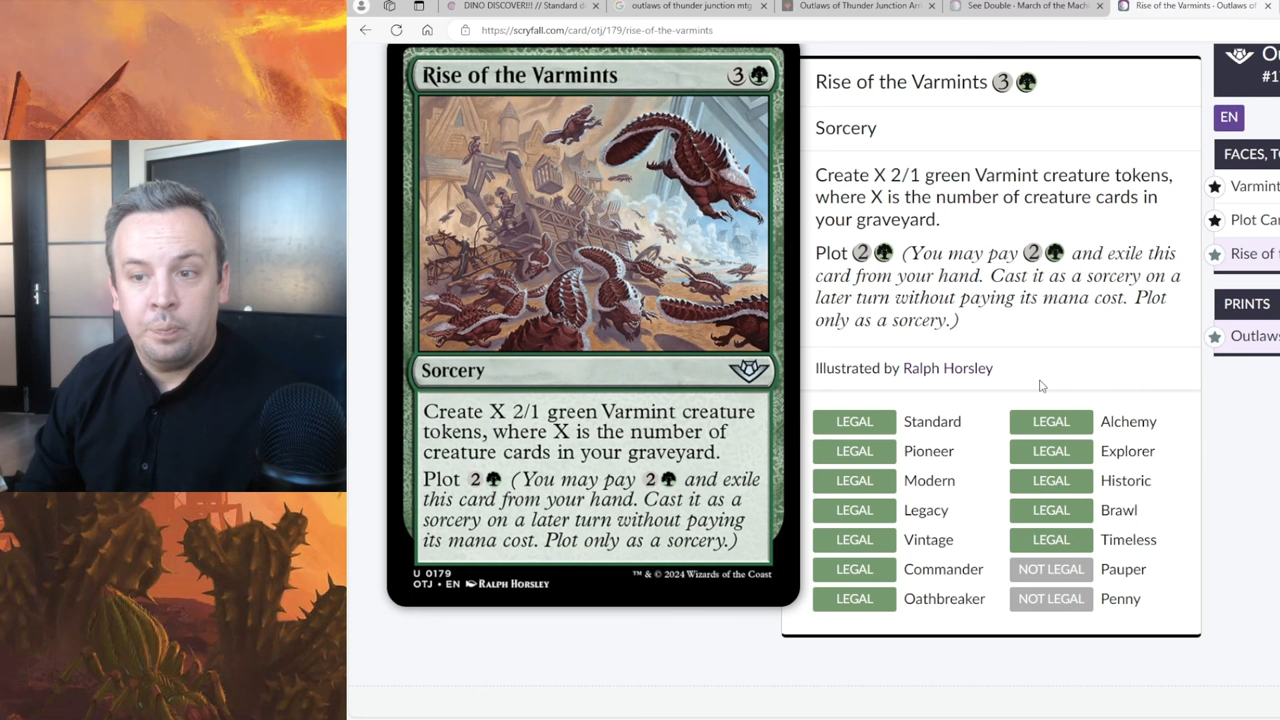 DINO DISCOVER!!! // Standard d
outlaws of thunder junction mtg
Outlaws of Thunder Junction Art
See Double - March of the Mach
Rise of the Varmints - Outlaws of
https://scryfall.com/card/otj/179/rise-of-the-varmints
Rise of the Varmints 3
Sorcery
Create X 2/1 green Varmint creature
tokens, where X is the number of
creature cards in your graveyard.
Plot 2 (You may pay 2 and exile
this card from your hand. Cast it as a
sorcery on a later turn without paying
its mana cost. Plot only as a sorcery.)
U 0179
OTJ • EN RALPH HORSLEY
™ & © 2024 Wizards of the Coast
Rise of the Varmints 3
Sorcery
Create X 2/1 green Varmint creature tokens,
where X is the number of creature cards in
your graveyard.
Plot 2 (You may pay 2 and exile this
card from your hand. Cast it as a sorcery on a
later turn without paying its mana cost. Plot
only as a sorcery.)
Illustrated by Ralph Horsley
LEGAL Standard LEGAL Alchemy
LEGAL Pioneer LEGAL Explorer
LEGAL Modern LEGAL Historic
LEGAL Legacy LEGAL Brawl
LEGAL Vintage LEGAL Timeless
LEGAL Commander NOT LEGAL Pauper
LEGAL Oathbreaker NOT LEGAL Penny
Ou
#1
EN
FACES, TO
Varmint
Plot Car
Rise of
PRINTS
Outlaws